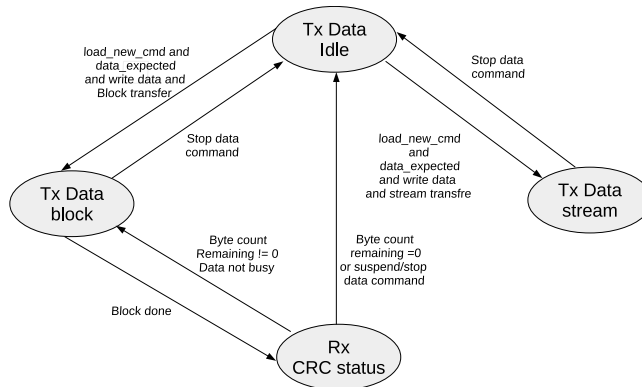 Tx Data
Idle
load_new_cmd and
data_expected
and write data and
Block transfer
Stop data
command
Stop data
command
load_new_cmd
and
data_expected
and write data
and stream transfre
Tx Data
block
Tx Data
stream
Byte count
Remaining != 0
Data not busy
Byte count
remaining =0
or suspend/stop
data command
Block done
Rx
CRC status